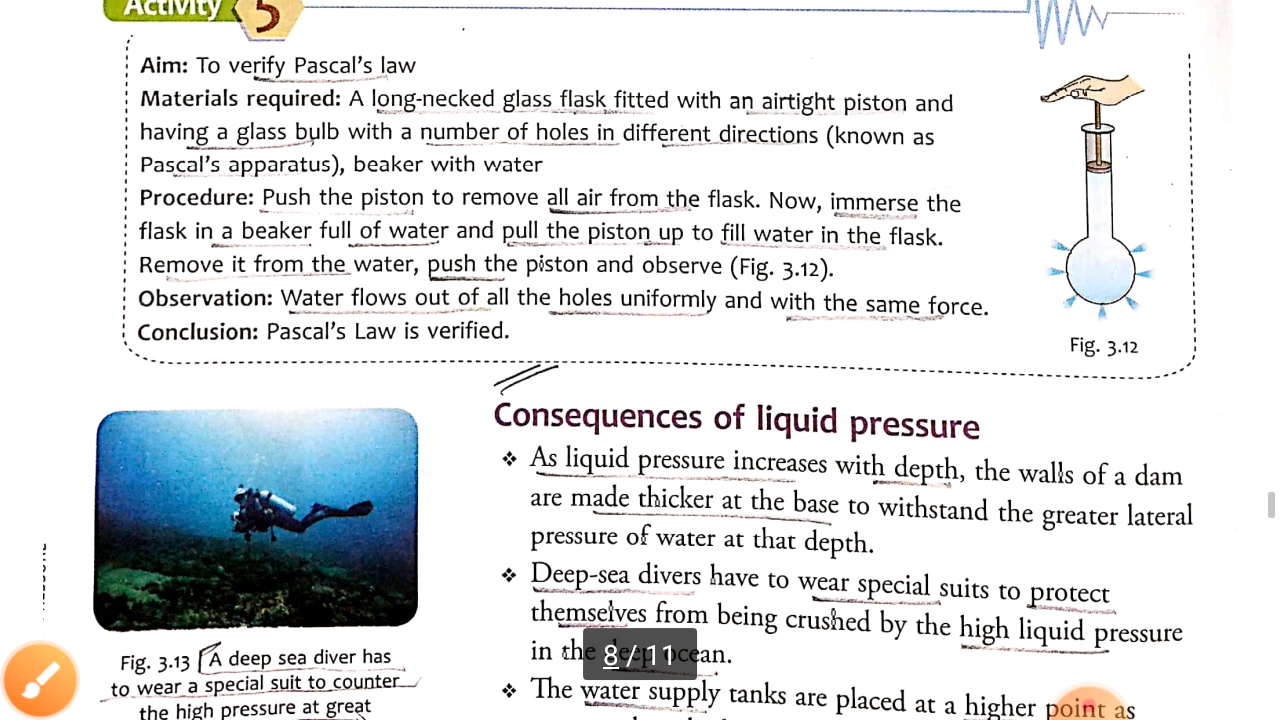 Activity 5
Aim: To verify Pascal's law
Materials required: A long-necked glass flask fitted with an airtight piston and
having a glass bulb with a number of holes in different directions (known as
Pascal's apparatus), beaker with water
Procedure: Push the piston to remove all air from the flask. Now, immerse the
flask in a beaker full of water and pull the piston up to fill water in the flask.
Remove it from the water, push the piston and observe (Fig. 3.12).
Observation: Water flows out of all the holes uniformly and with the same force.
Conclusion: Pascal's Law is verified.
Fig. 3.12
Consequences of liquid pressure
❖ As liquid pressure increases with depth, the walls of a dam
are made thicker at the base to withstand the greater lateral
pressure of water at that depth.
❖ Deep-sea divers have to wear special suits to protect
themselves from being crushed by the high liquid pressure
in the deep ocean.
8/11
❖ The water supply tanks are placed at a higher point as
Fig. 3.13 A deep sea diver has
to wear a special suit to counter
the high pressure at great